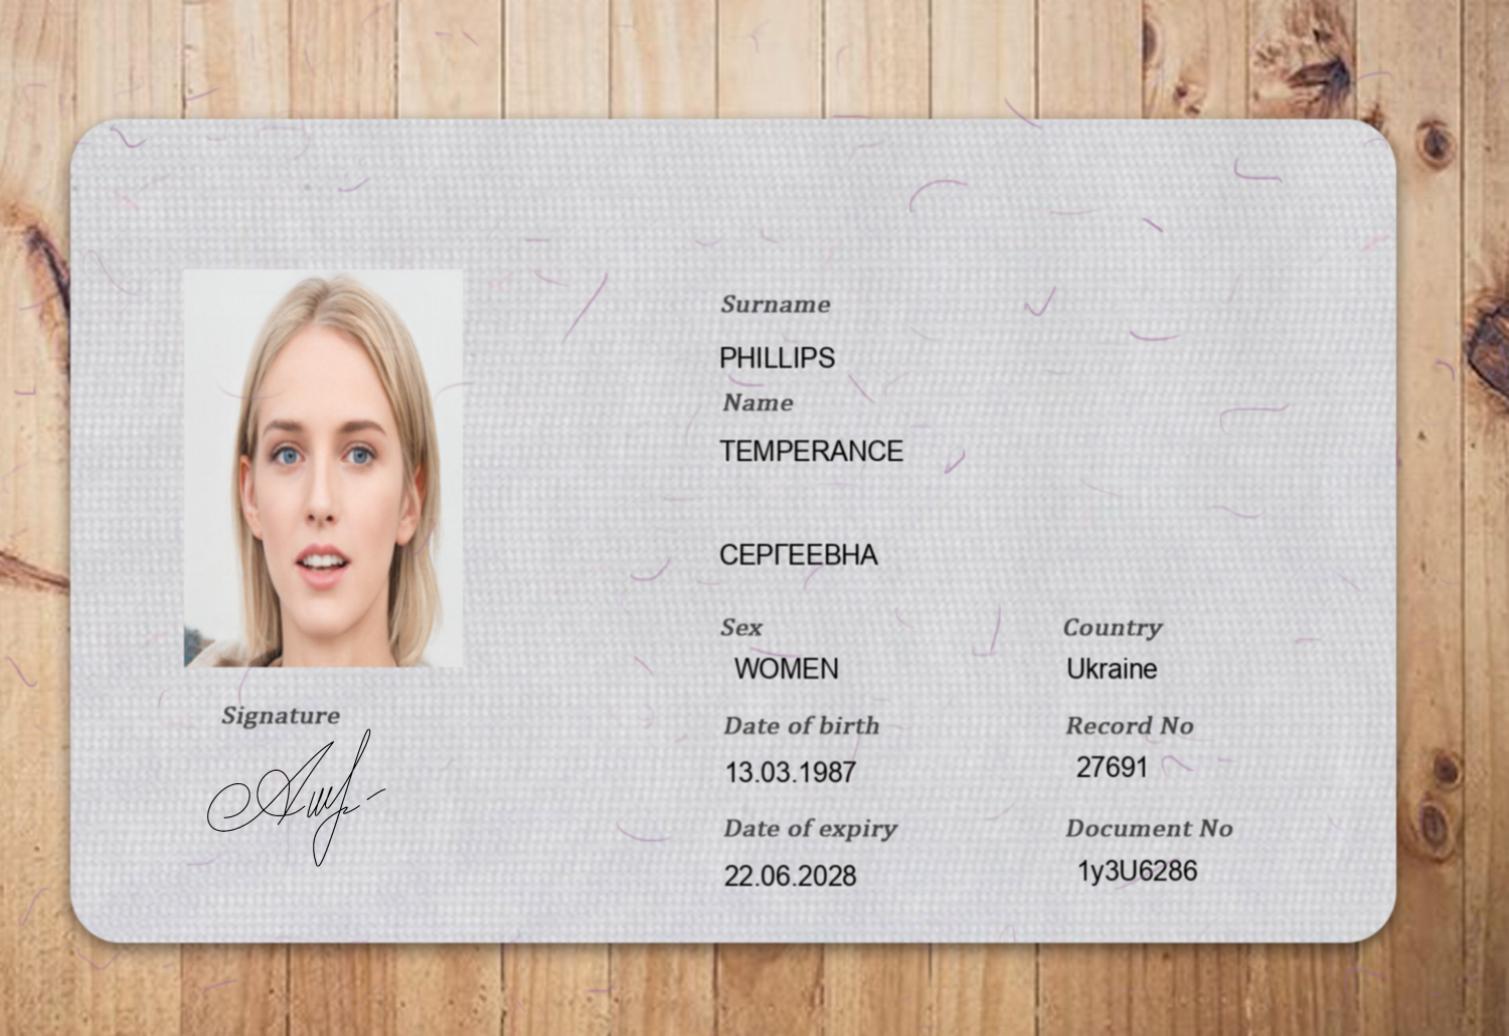 Surname
PHILLIPS
Name
TEMPERANCE
СЕРГЕЕВНА
Sex
WOMEN
Country
Ukraine
Date of birth
13.03.1987
Record No
27691
Date of expiry
22.06.2028
Document No
1y3U6286
Signature